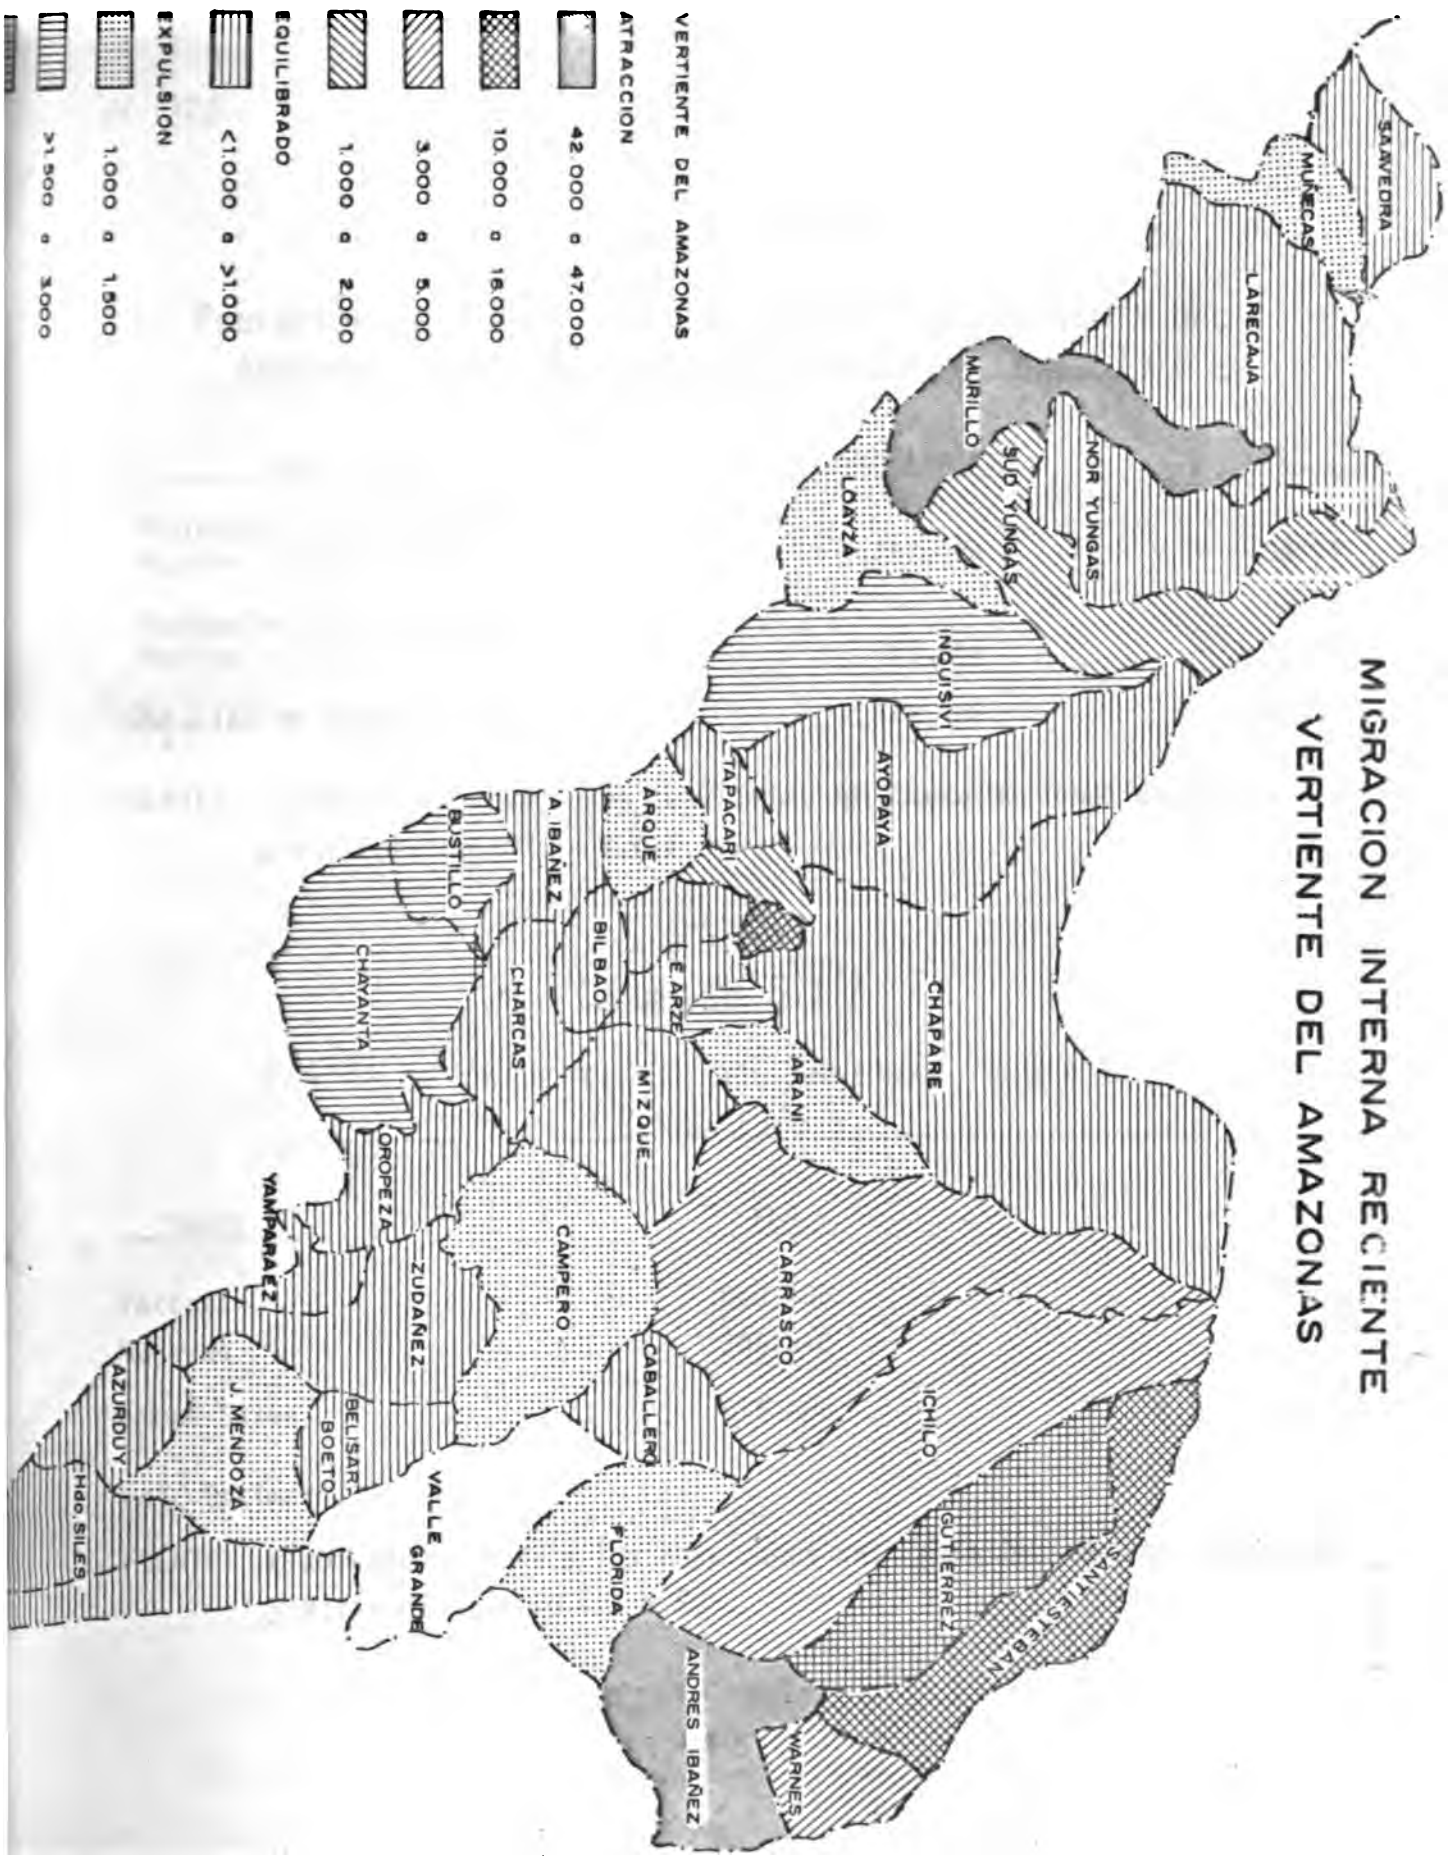 MIGRACION INTERNA RECIENTE
VERTIENTE DEL AMAZONAS
SAAVEDRA
MUÑECAS
LARECAJA
MURILLO
NOR YUNGAS
SUD YUNGAS
LOAYZA
INQUISIVI
AYOPAYA
TAPACARI
ARQUE
A. IBAÑEZ
BUSTILLO
CHAYANTA
CHARCAS
BILBAO
E. ARZE
CHAPARE
ARANI
MIZQUE
OROPEZA
YAMPARAEZ
ZUDAÑEZ
CAMPERO
CARRASCO
ICHILO
CABALLERO
AZURDUY
J. MENDOZA
BELISAR
BOETO
Hdo. SILES
VALLE
GRANDE
FLORIDA
GUTIERREZ
SANTIESTEBAN
ANDRES IBAÑEZ
WARNES
VERTIENTE DEL AMAZONAS
ATRACCION
42.000 a 47.000
10.000 a 16.000
3.000 a 5.000
1.000 a 2.000
EQUILIBRADO
<1.000 a >1.000
EXPULSION
1.000 a 1.500
>1.500 a 3.000